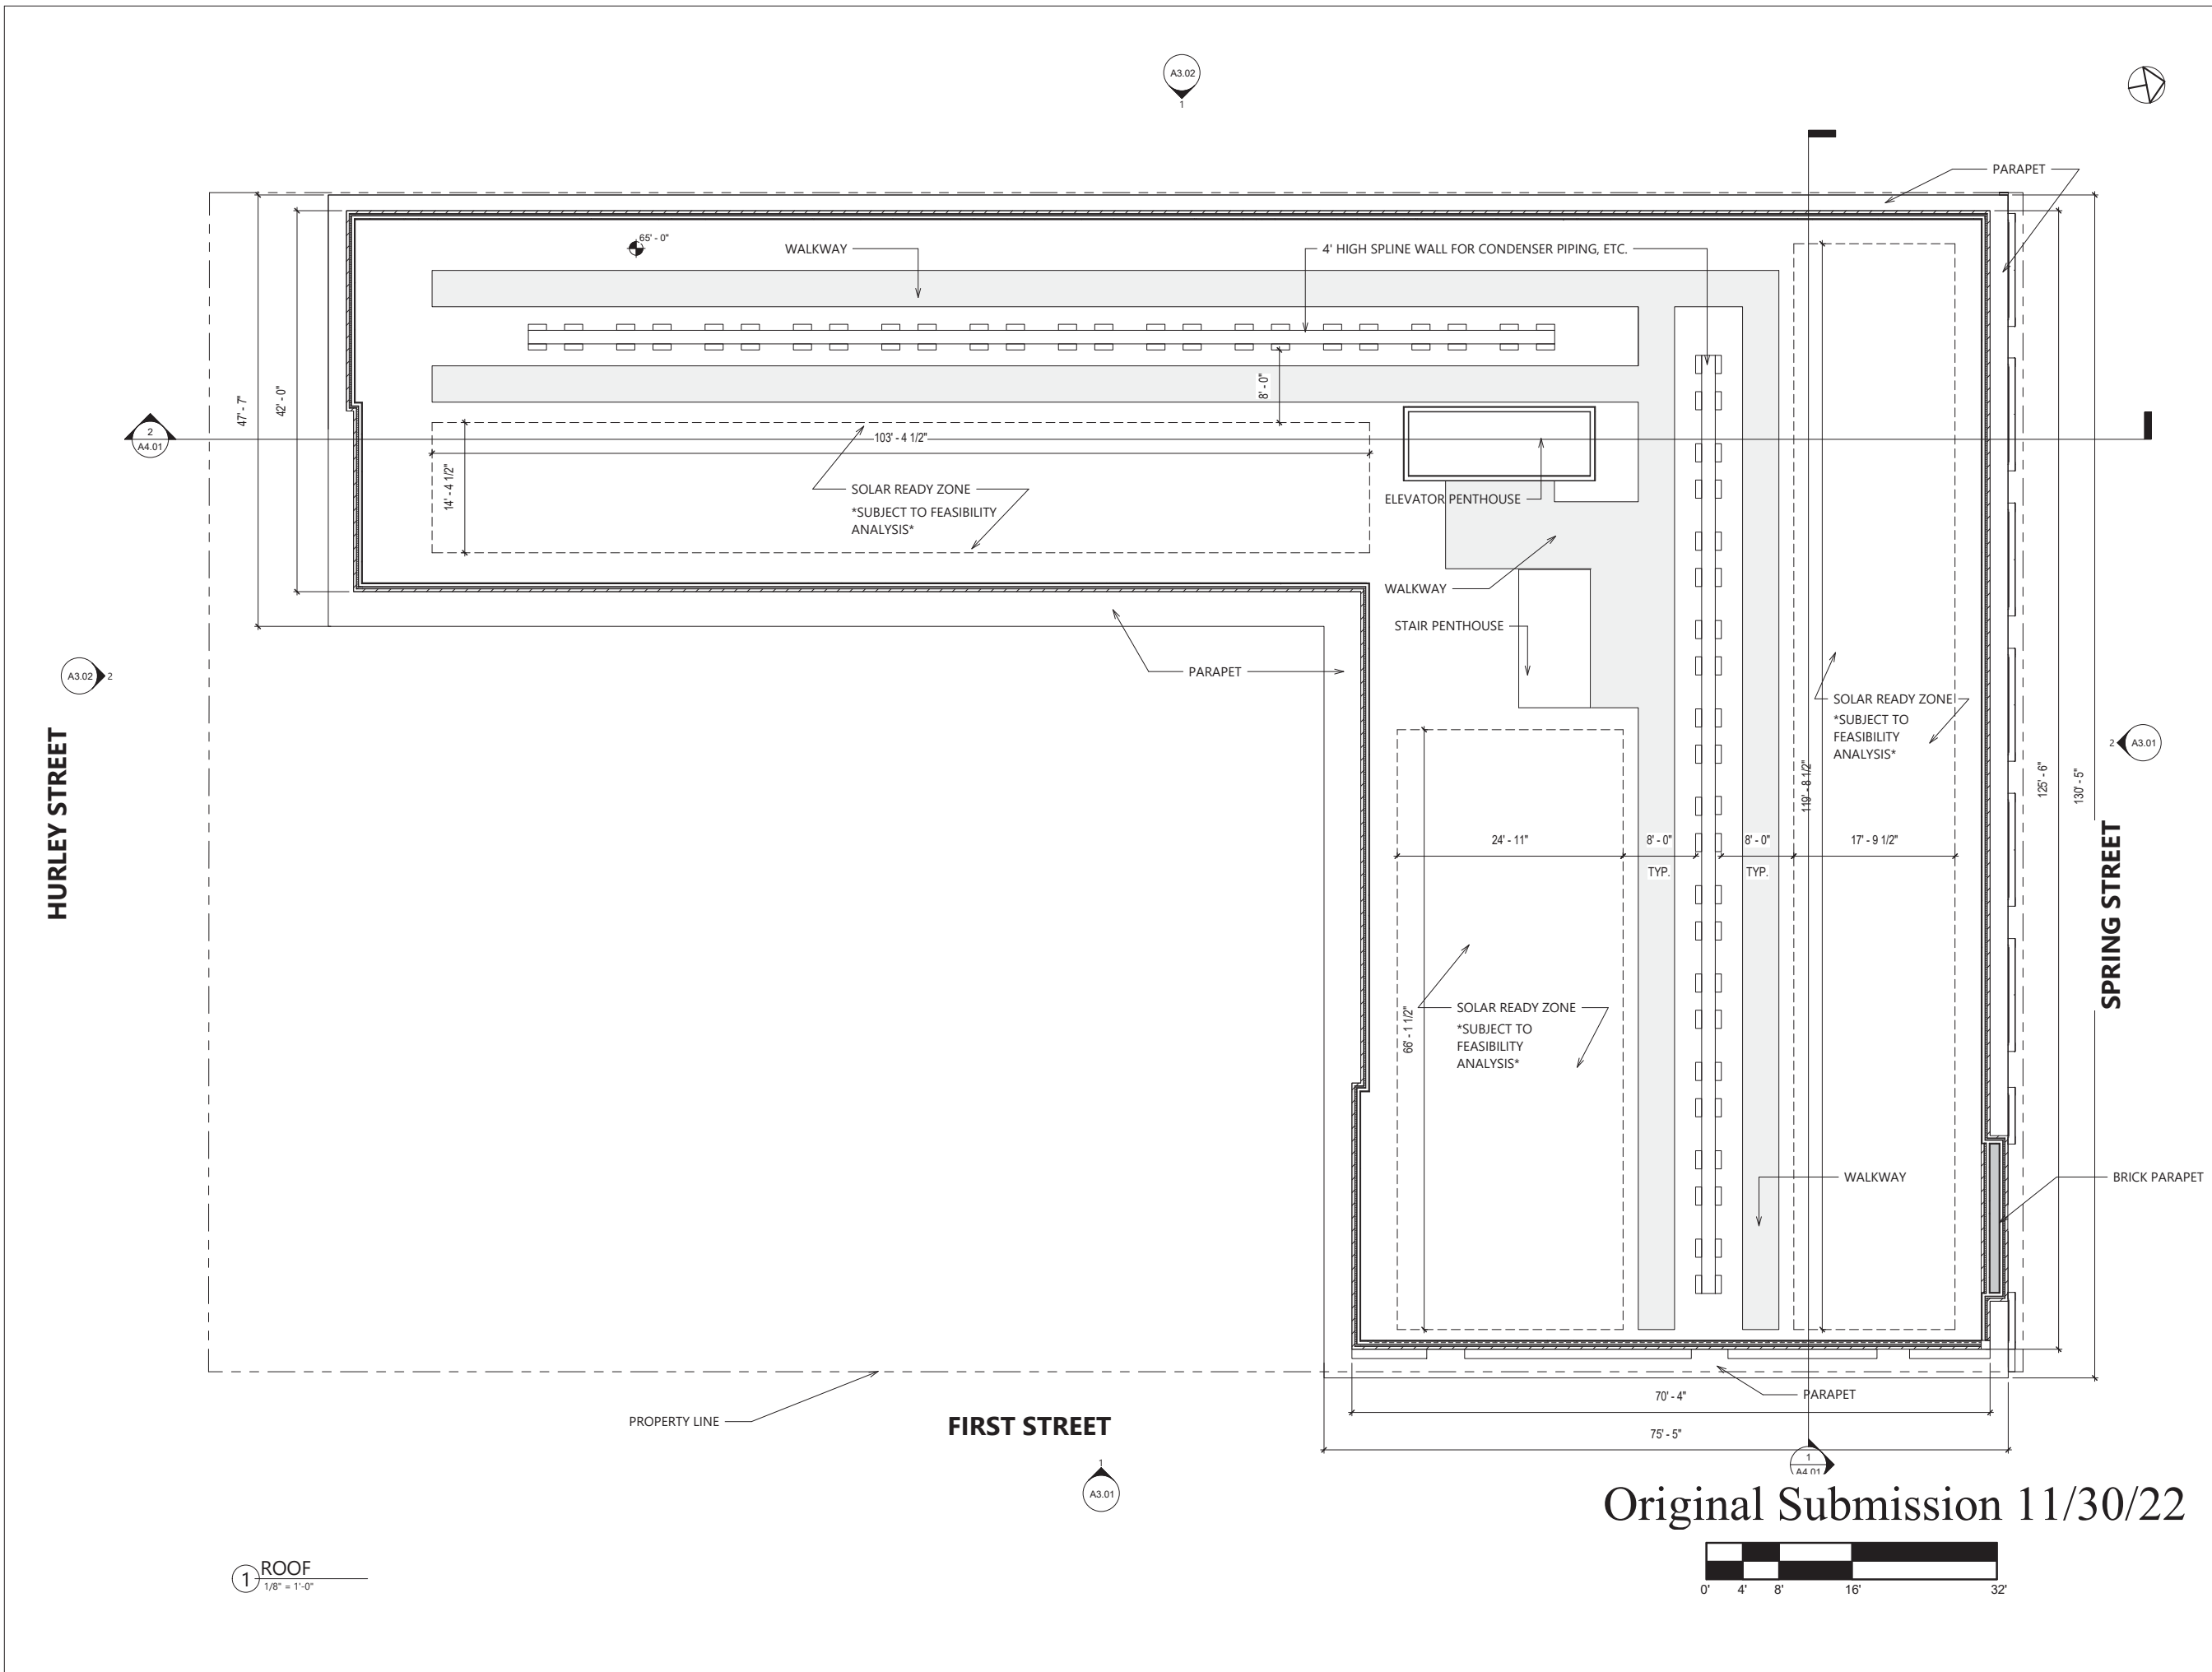 A3.02
1
PARAPET
65' - 0"
WALKWAY
4' HIGH SPLINE WALL FOR CONDENSER PIPING, ETC.
47' - 7"
42' - 0"
8' - 0"
2
A4.01
103' - 4 1/2"
14' - 4 1/2"
SOLAR READY ZONE
*SUBJECT TO FEASIBILITY
ANALYSIS*
ELEVATOR PENTHOUSE
WALKWAY
STAIR PENTHOUSE
PARAPET
A3.02
2
HURLEY STREET
SOLAR READY ZONE
*SUBJECT TO
FEASIBILITY
ANALYSIS*
119' - 8 1/2"
2
A3.01
125' - 6"
130' - 5"
SPRING STREET
24' - 11"
8' - 0"
TYP.
8' - 0"
TYP.
17' - 9 1/2"
66' - 1 1/2"
SOLAR READY ZONE
*SUBJECT TO
FEASIBILITY
ANALYSIS*
WALKWAY
BRICK PARAPET
PARAPET
70' - 4"
75' - 5"
PROPERTY LINE
FIRST STREET
1
A3.01
1
A4.01
Original Submission 11/30/22
0' 4' 8' 16' 32'
1
ROOF
1/8" = 1'-0"